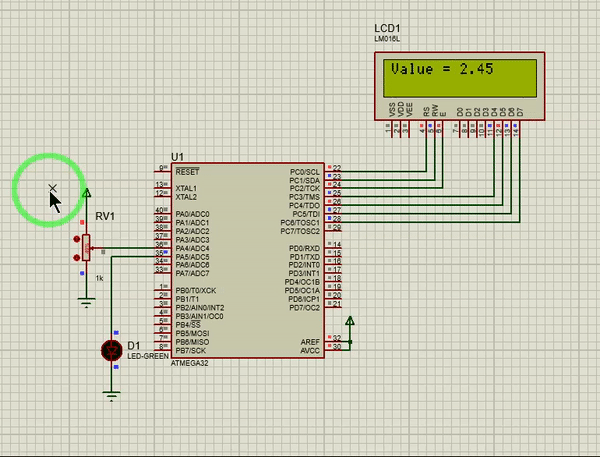 LCD1
LM016L
Value = 2.45
VSS VDD VEE RS RW E D0 D1 D2 D3 D4 D5 D6 D7
1 2 3 4 5 6 7 8 9 10 11 12 13 14
U1
9 RESET PC0/SCL 22
PC1/SDA 23
13 XTAL1 PC2/TCK 24
12 XTAL2 PC3/TMS 25
PC4/TDO 26
40 PA0/ADC0 PC5/TDI 27
39 PA1/ADC1 PC6/TOSC1 28
38 PA2/ADC2 PC7/TOSC2 29
37 PA3/ADC3
36 PA4/ADC4 PD0/RXD 14
35 PA5/ADC5 PD1/TXD 15
34 PA6/ADC6 PD2/INT0 16
33 PA7/ADC7 PD3/INT1 17
PD4/OC1B 18
1 PB0/T0/XCK PD5/OC1A 19
2 PB1/T1 PD6/ICP1 20
3 PB2/AIN0/INT2 PD7/OC2 21
4 PB3/AIN1/OC0
5 PB4/SS
6 PB5/MOSI
7 PB6/MISO AREF 32
8 PB7/SCK AVCC 30
ATMEGA32
RV1
1k
D1
LED-GREEN